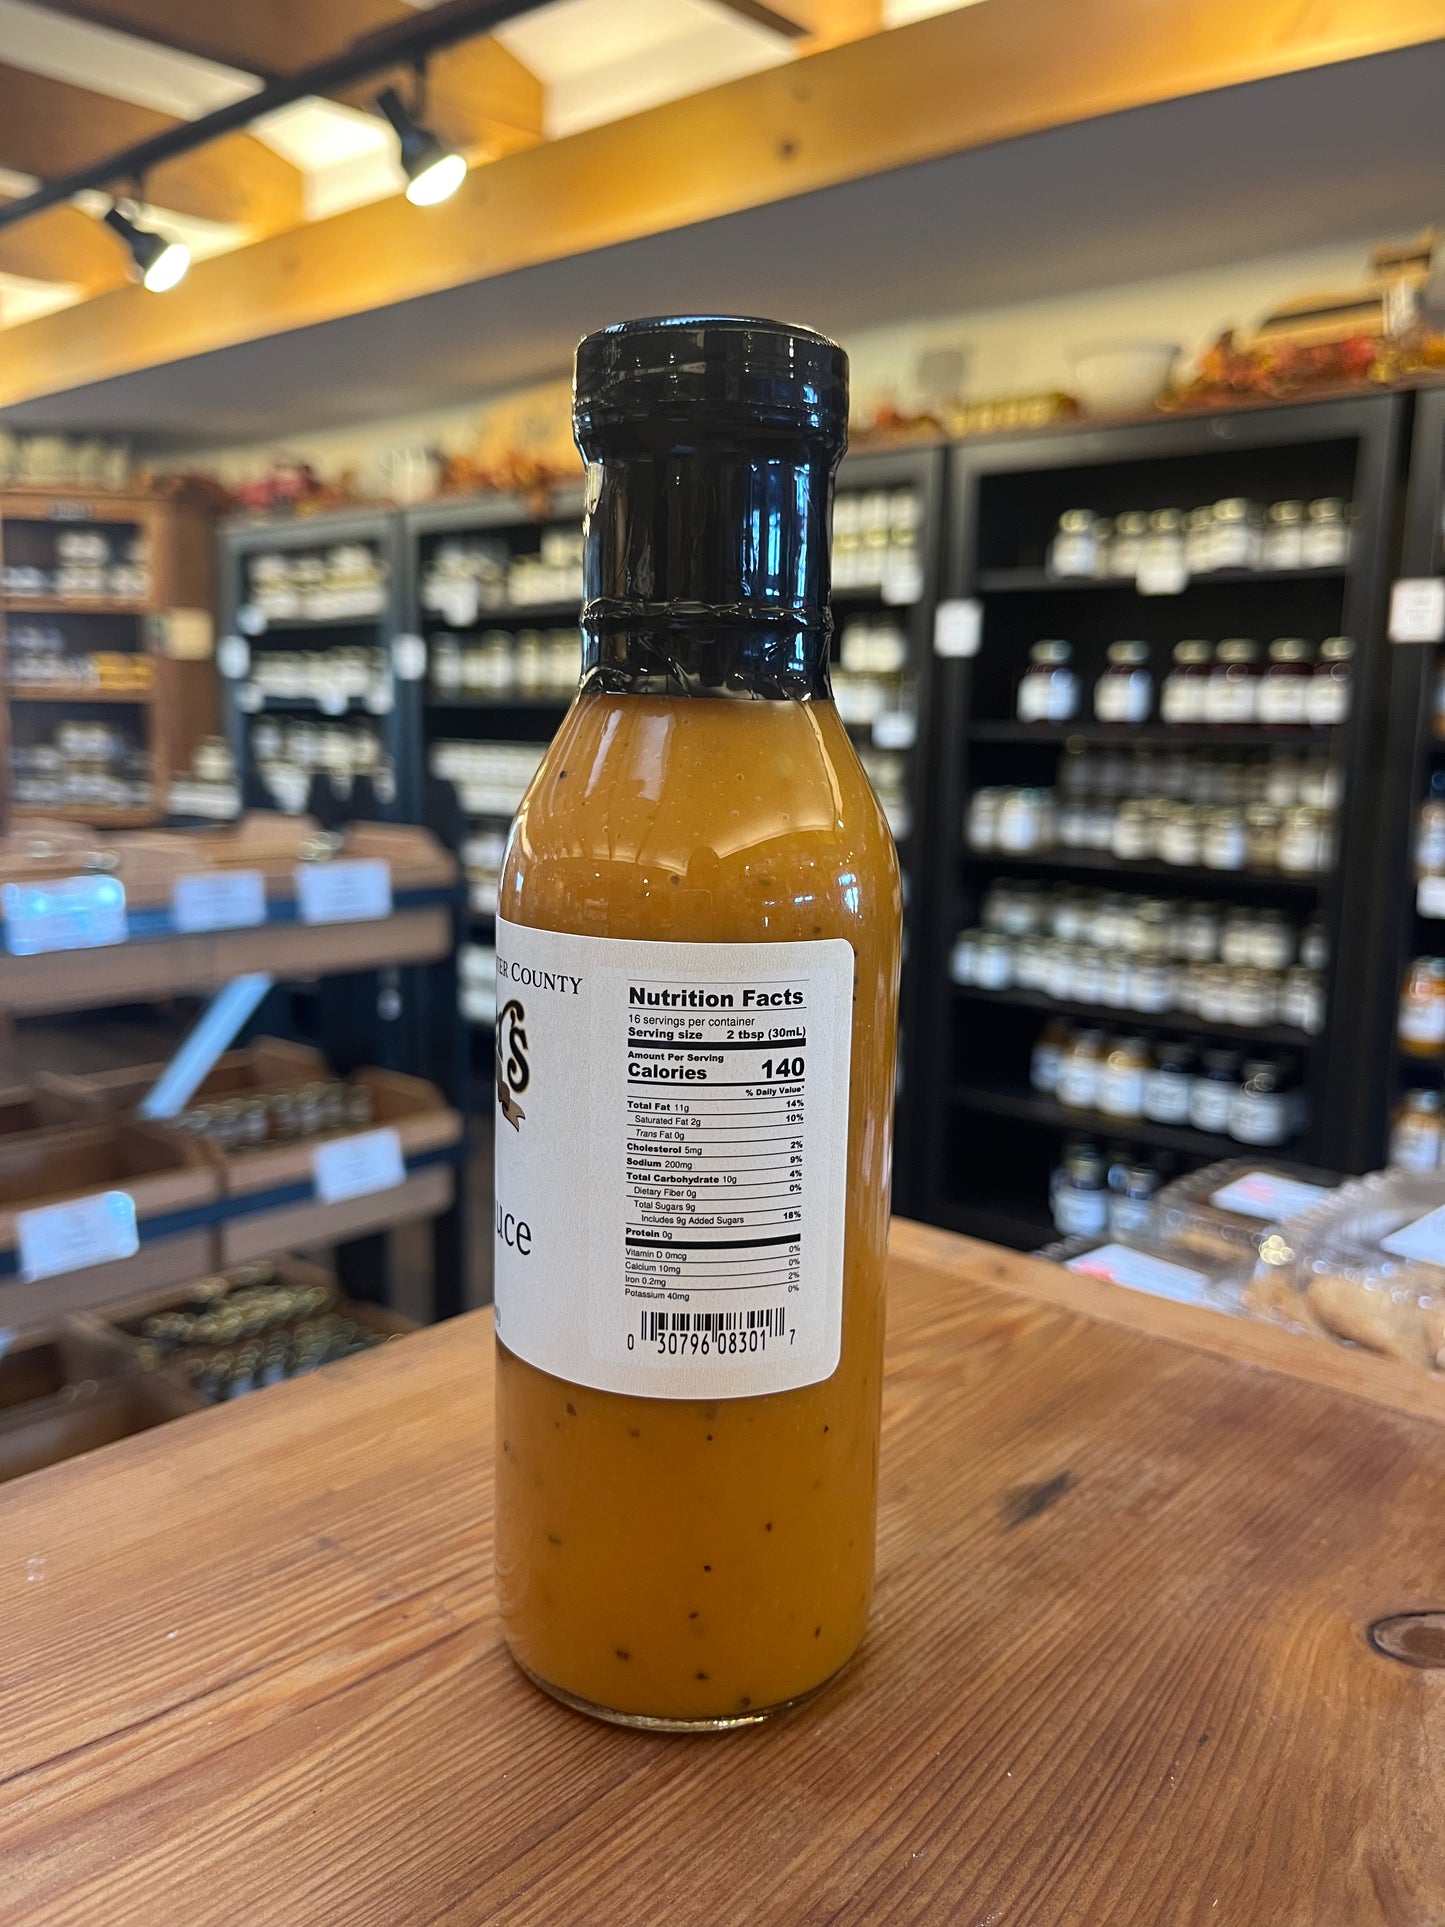 COUNTY
's
Nutrition Facts
16 servings per container
Serving size 2 tbsp (30mL)
Amount Per Serving
Calories 140
% Daily Value*
Total Fat 11g 14%
Saturated Fat 2g 10%
Trans Fat 0g
Cholesterol 5mg 2%
Sodium 200mg 9%
Total Carbohydrate 10g 4%
Dietary Fiber 0g 0%
Total Sugars 9g
Includes 9g Added Sugars 18%
Protein 0g
Vitamin D 0mcg 0%
Calcium 10mg 0%
Iron 0.2mg 2%
Potassium 40mg 0%
0 30796 08301 7